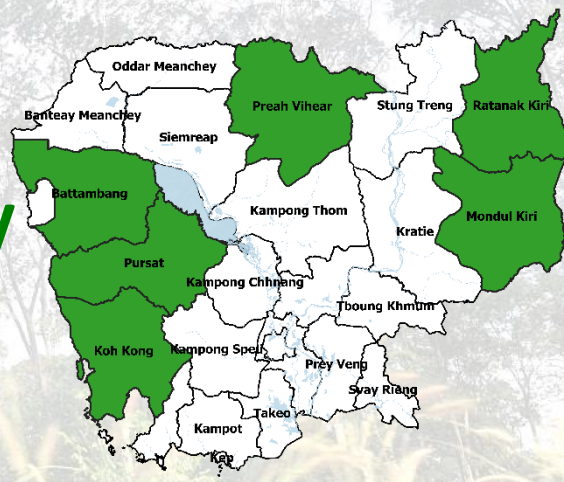 Oddar Meanchey
Banteay Meanchey
Siemreap
Preah Vihear
Stung Treng
Ratanak Kiri
Battambang
Kampong Thom
Kratie
Mondul Kiri
Pursat
Kampong Chhnang
Tboung Khmum
Koh Kong
Kampong Speu
Prey Veng
Svay Rieng
Takeo
Kampot
Kep